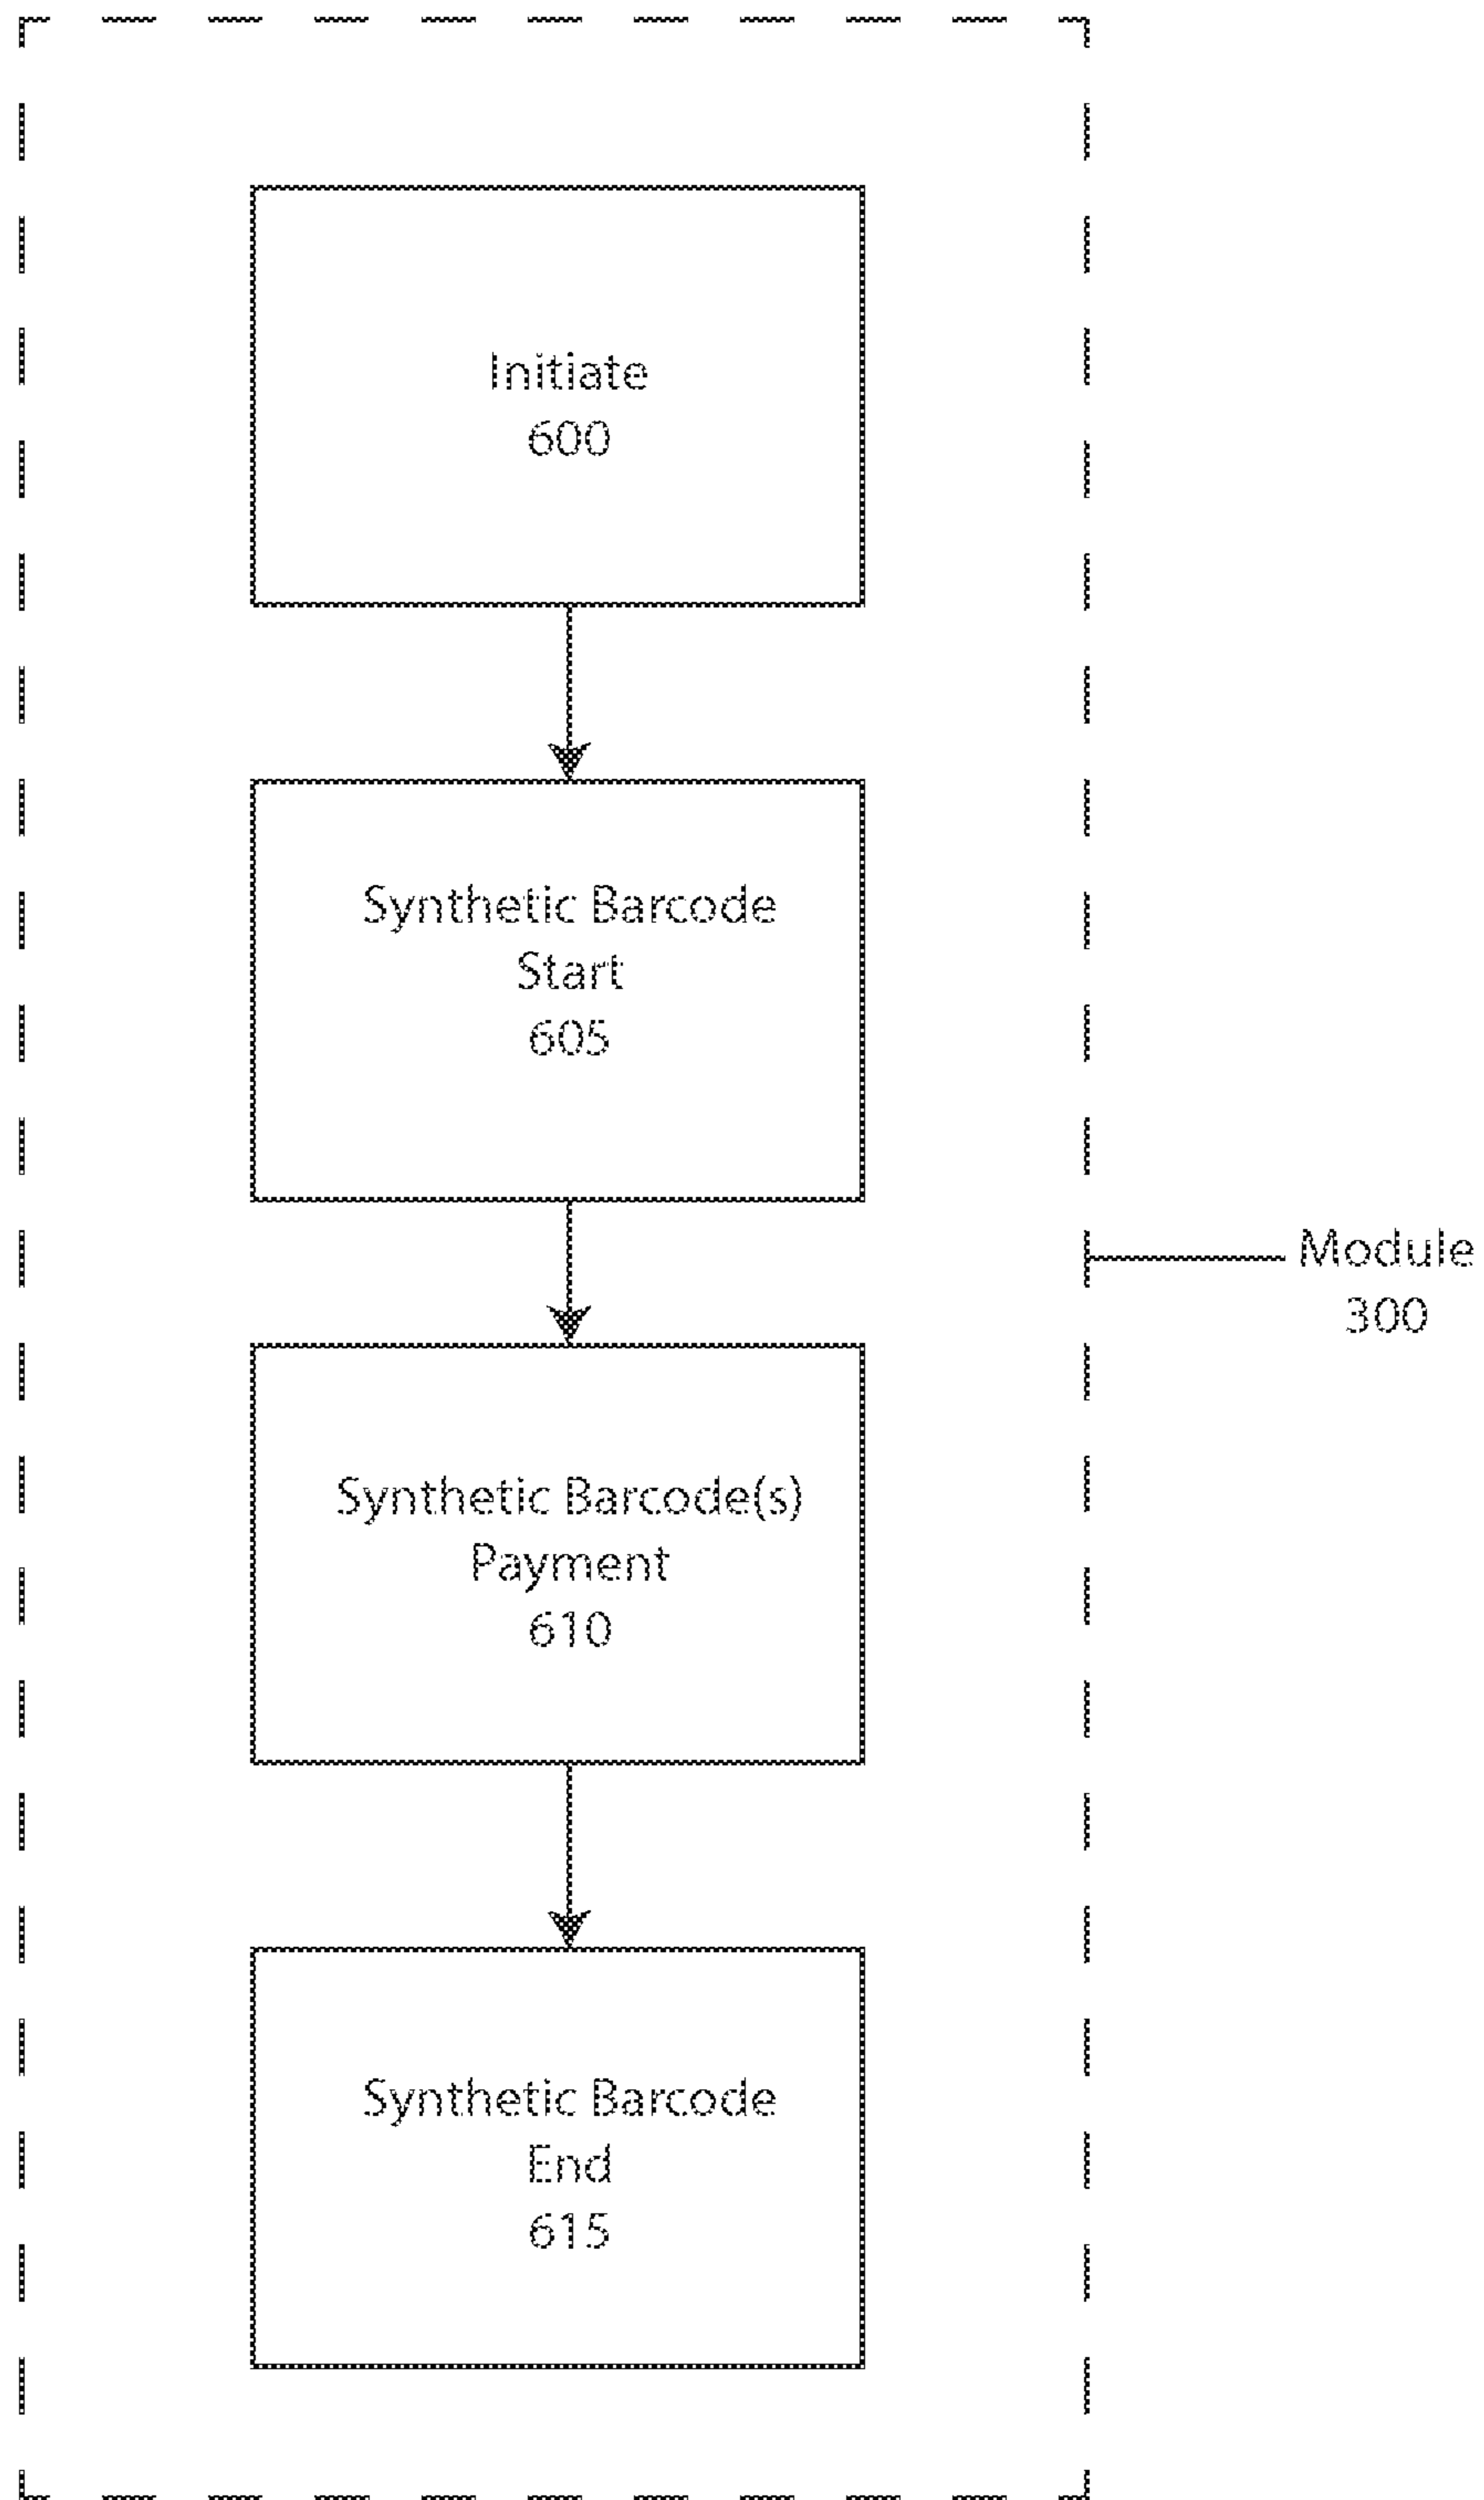 Initiate
600
Synthetic Barcode
Start
605
Module
300
Synthetic Barcode(s)
Payment
610
Synthetic Barcode
End
615